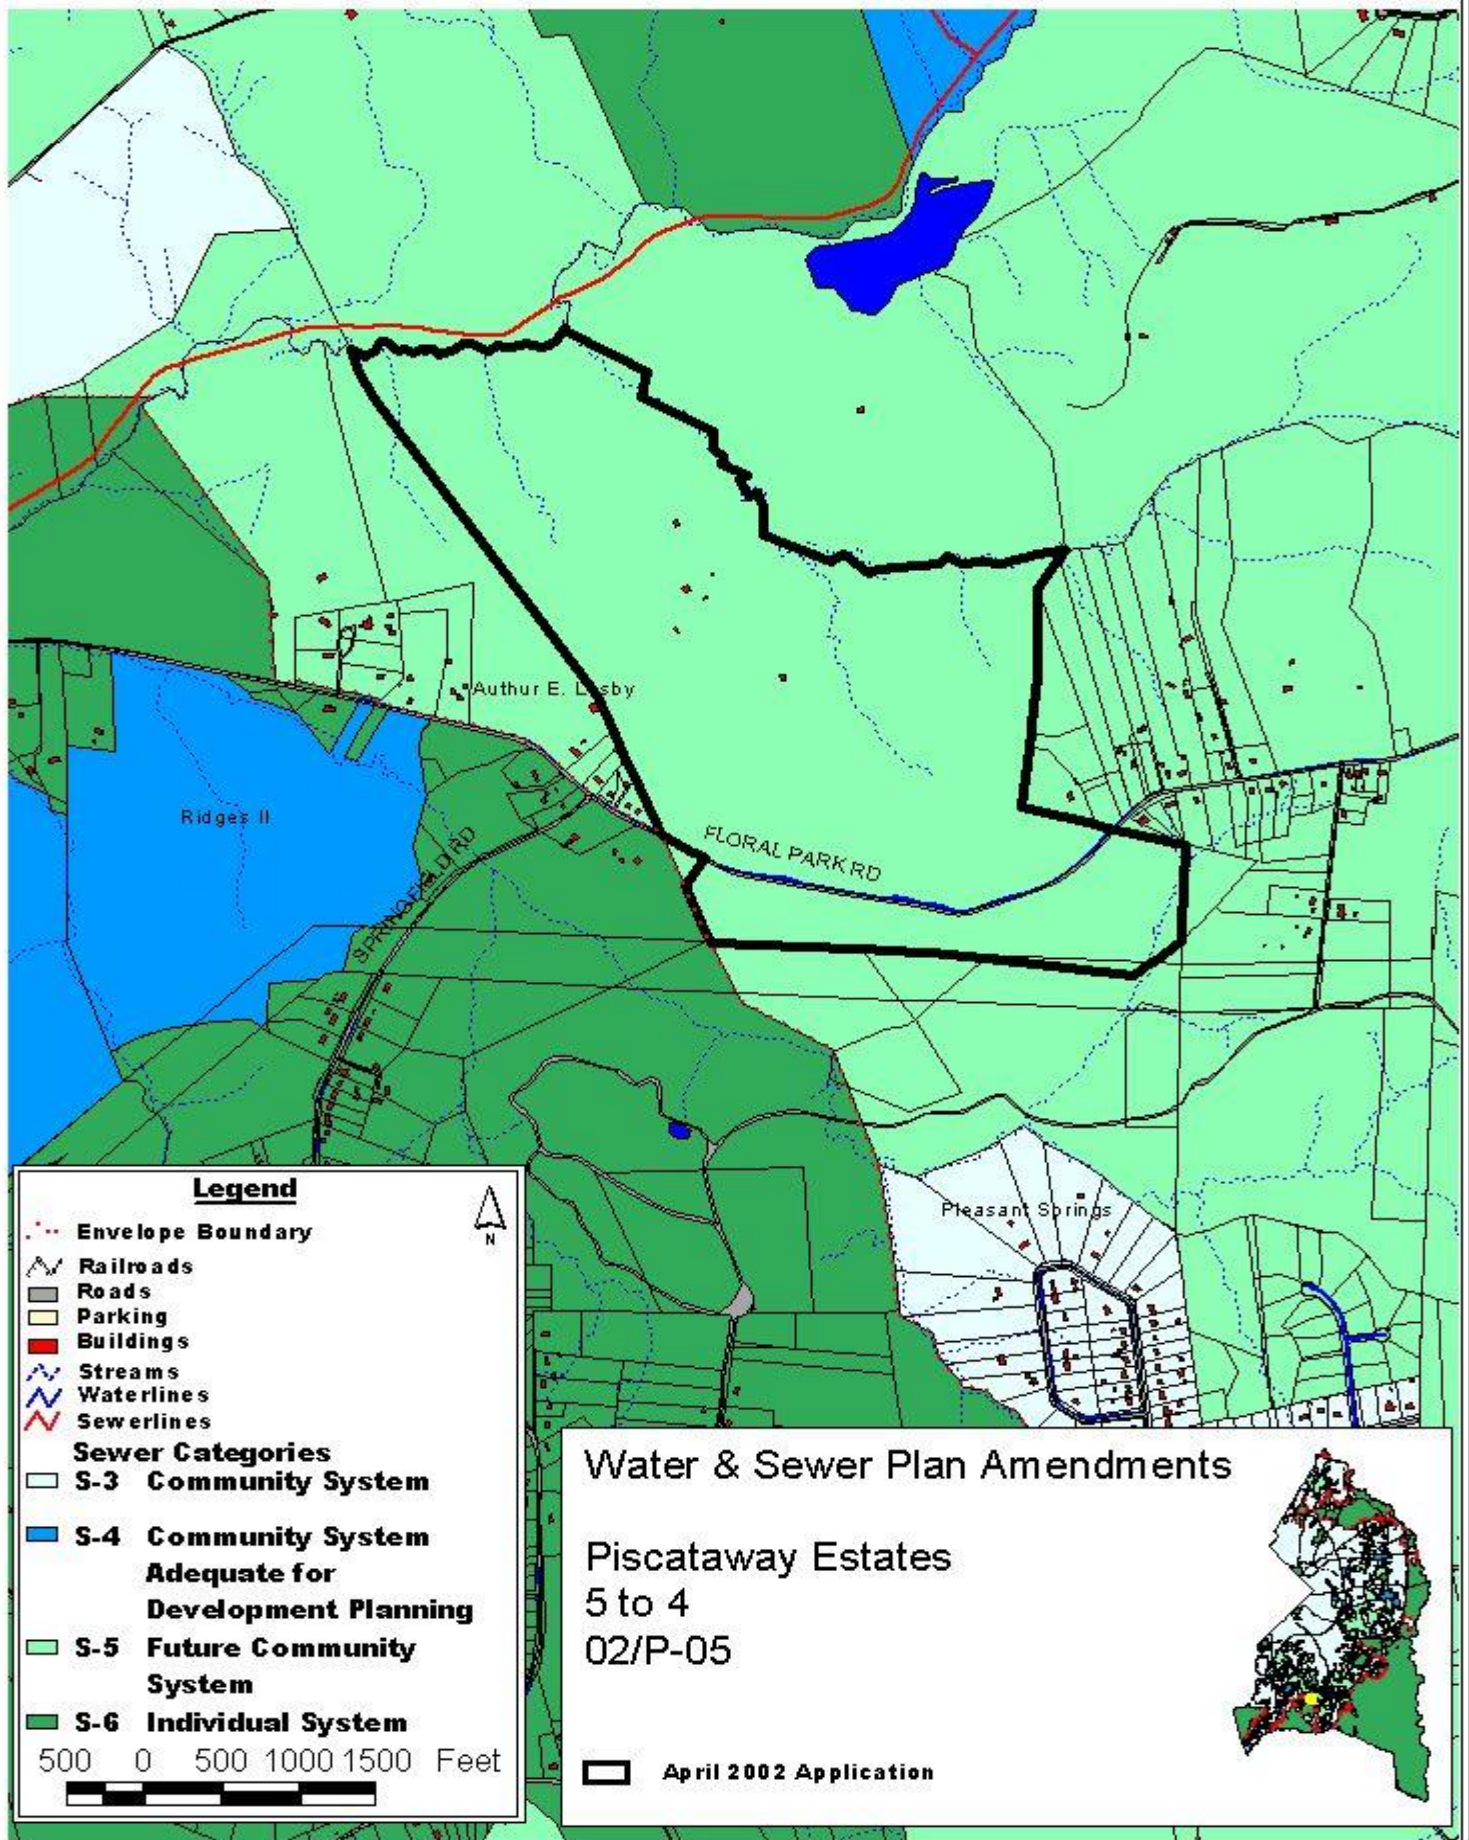 Authur E. L sby
Ridges II
SPRINGFIELD RD
FLORAL PARK RD
Pleasant Springs
Legend
N
Envelope Boundary
Railroads
Roads
Parking
Buildings
Streams
Waterlines
Sewerlines
Sewer Categories
S-3 Community System
S-4 Community System
Adequate for
Development Planning
S-5 Future Community
System
S-6 Individual System
500 0 500 1000 1500 Feet
Water & Sewer Plan Amendments
Piscataway Estates
5 to 4
02/P-05
April 2002 Application